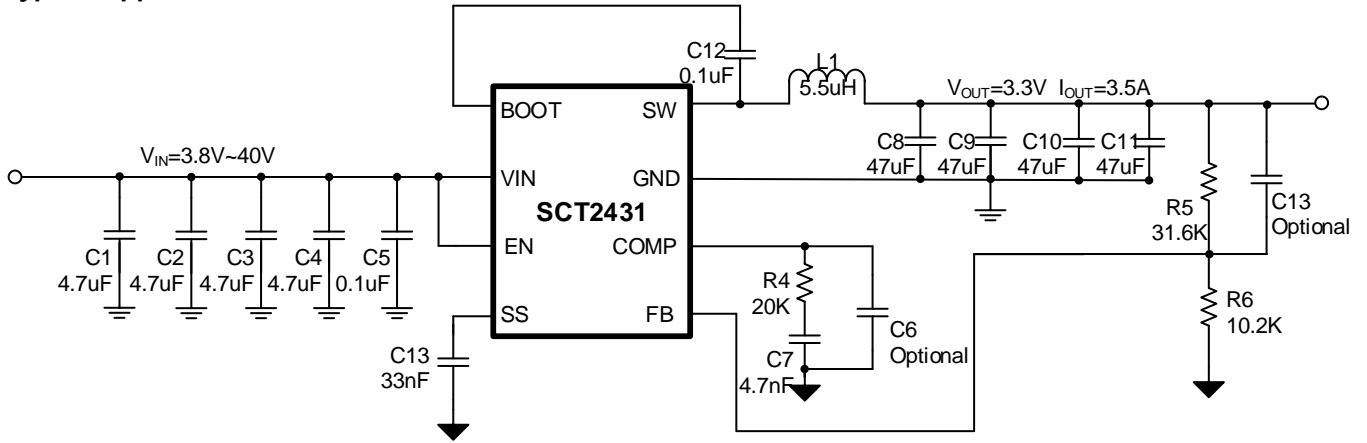 C12
0.1uF
L1
5.5uH
BOOT
SW
VOUT=3.3V IOUT=3.5A
VIN=3.8V~40V
C8
47uF
C9
47uF
C10
47uF
C11
47uF
VIN
GND
SCT2431
R5
31.6K
C13
Optional
C1
4.7uF
C2
4.7uF
C3
4.7uF
C4
4.7uF
C5
0.1uF
EN
COMP
R4
20K
SS
FB
C6
Optional
R6
10.2K
C13
33nF
C7
4.7nF